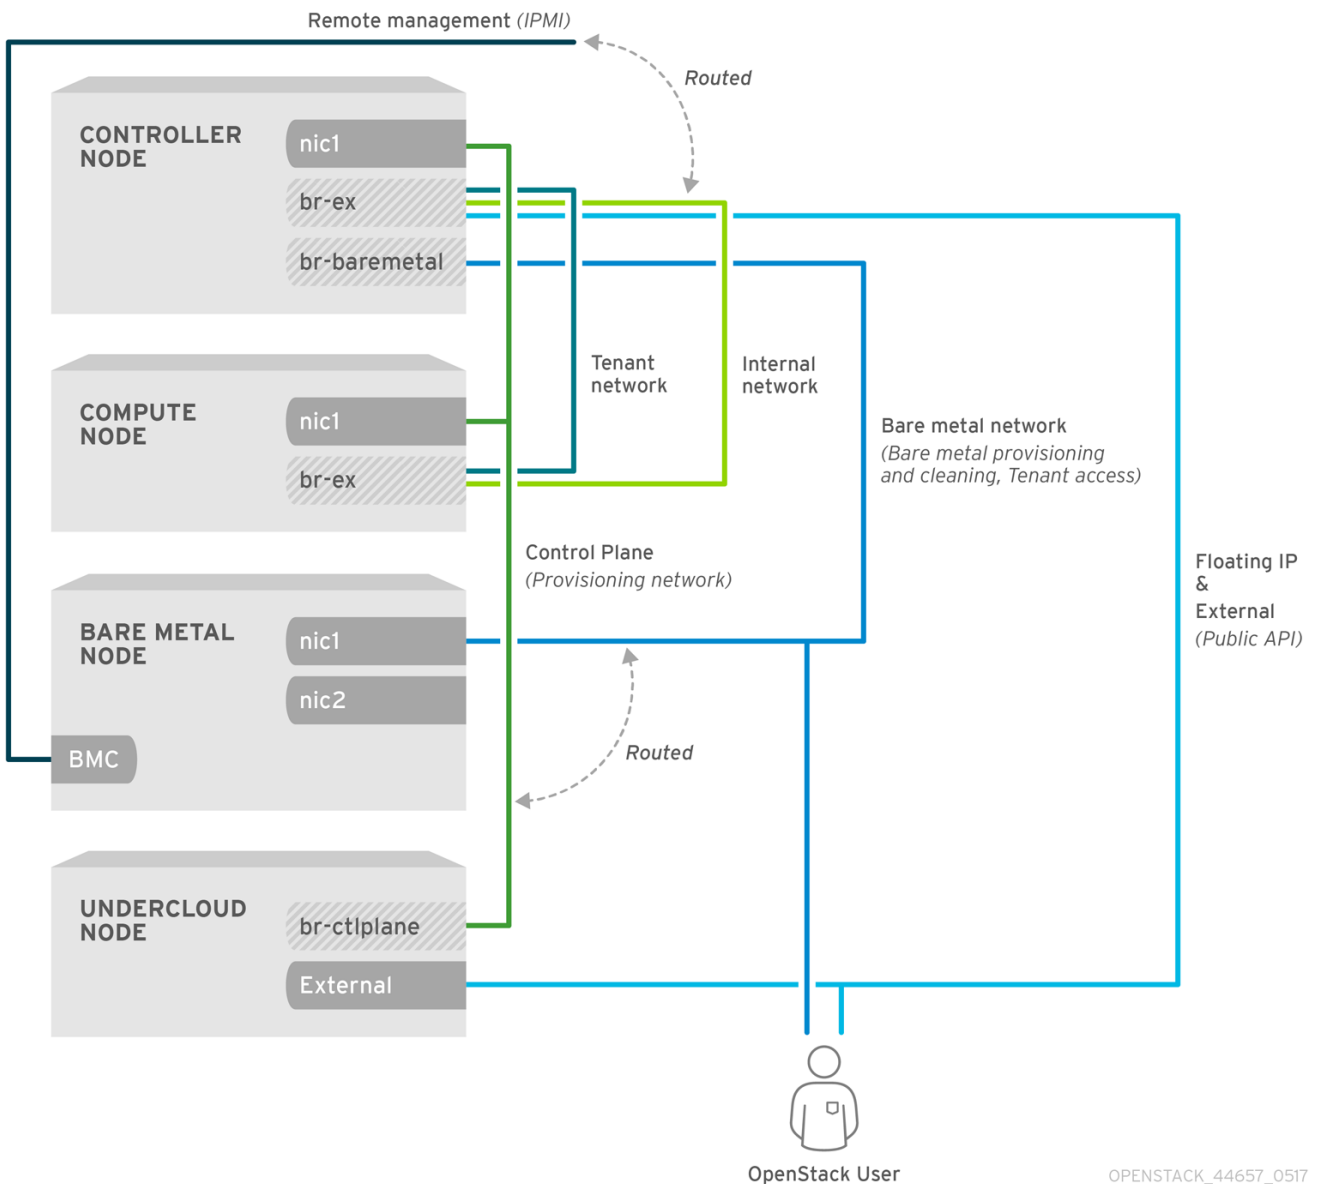 Remote management (IPMI)
Routed
CONTROLLER
NODE
nic1
br-ex
br-baremetal
Tenant
network
Internal
network
COMPUTE
NODE
nic1
br-ex
Bare metal network
(Bare metal provisioning
and cleaning, Tenant access)
Control Plane
(Provisioning network)
Floating IP
&
External
(Public API)
BARE METAL
NODE
nic1
nic2
BMC
Routed
UNDERCLOUD
NODE
br-ctlplane
External
OpenStack User
OPENSTACK_44657_0517